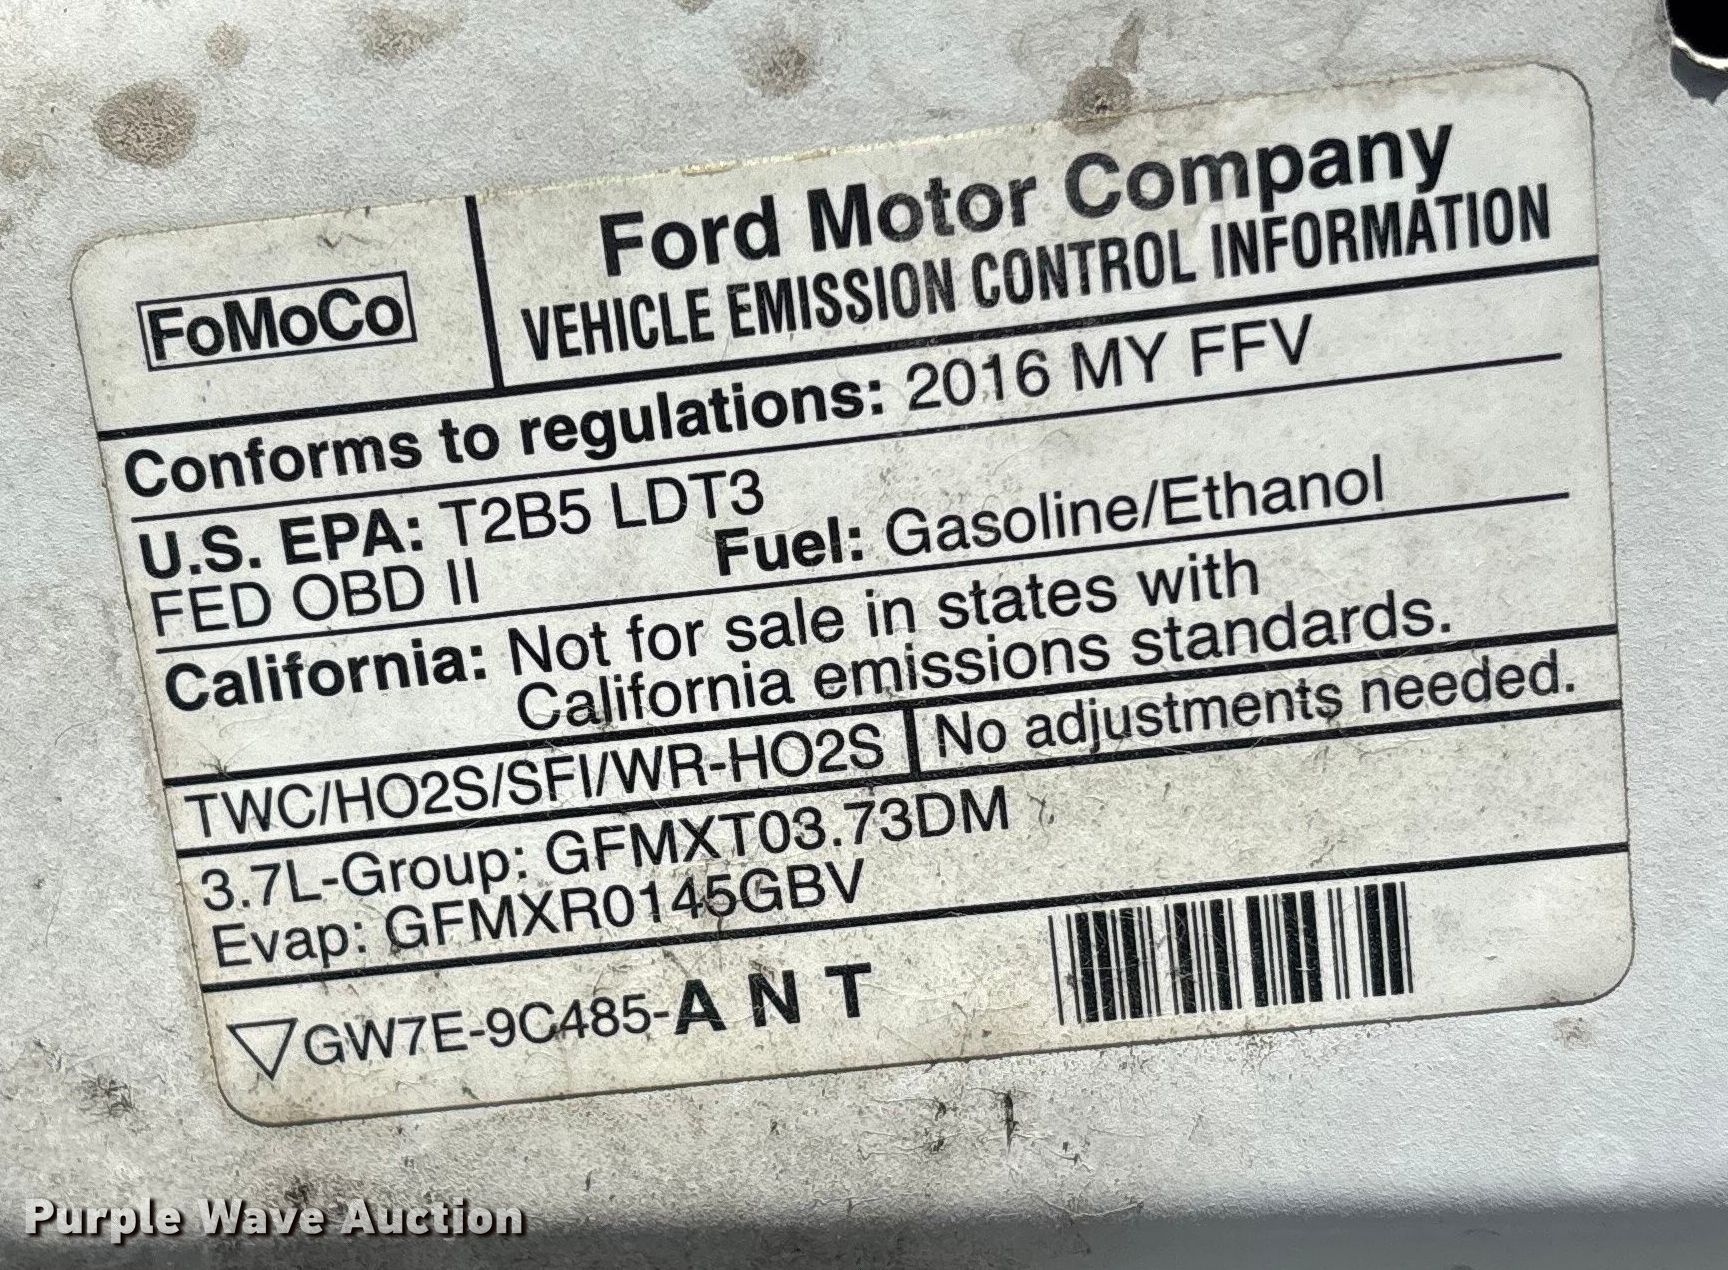 FoMoCo
Ford Motor Company
VEHICLE EMISSION CONTROL INFORMATION
Conforms to regulations: 2016 MY FFV
U.S. EPA: T2B5 LDT3
FED OBD II
Fuel: Gasoline/Ethanol
California: Not for sale in states with
California emissions standards.
TWC/HO2S/SFI/WR-HO2S
No adjustments needed.
3.7L-Group: GFMXT03.73DM
Evap: GFMXR0145GBV
GW7E-9C485-A N T
Purple Wave Auction